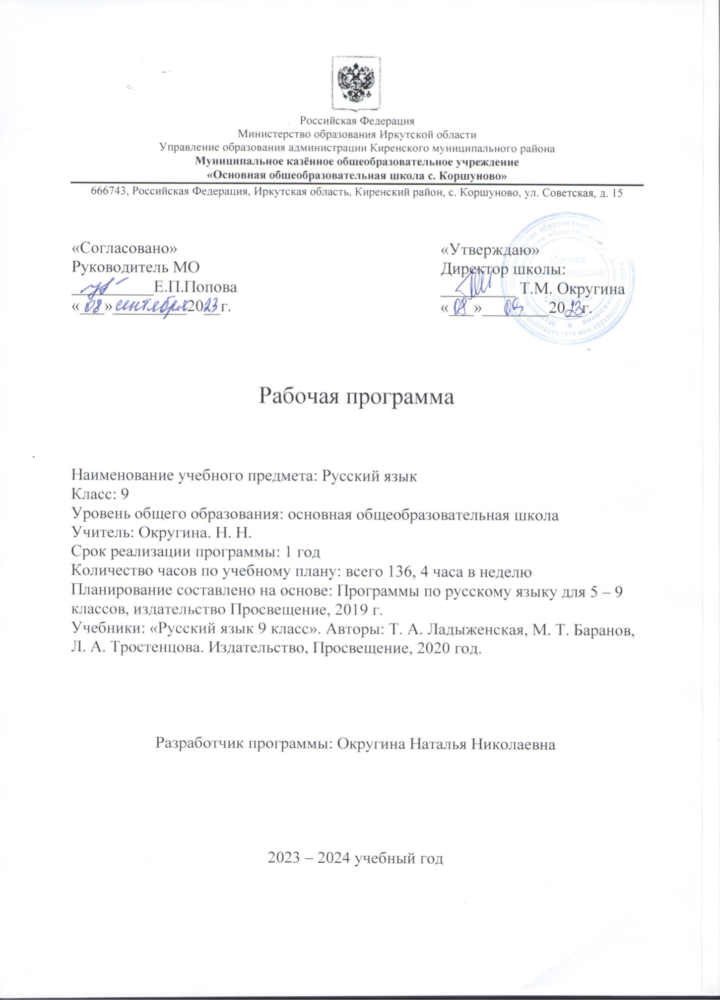 Российская Федерация
Министерство образования Иркутской области
Управление образования администрации Киренского муниципального района
Муниципальное казённое общеобразовательное учреждение
«Основная общеобразовательная школа с. Коршуново»
666743, Российская Федерация, Иркутская область, Киренский район, с. Коршуново, ул. Советская, д. 15
«Согласовано»
Руководитель МО
__________Е.П.Попова
«08»сентября2023г.
«Утверждаю»
Директор школы:
_________ Т.М. Округина
«08»___09___2023г.
Рабочая программа
Наименование учебного предмета: Русский язык
Класс: 9
Уровень общего образования: основная общеобразовательная школа
Учитель: Округина. Н. Н.
Срок реализации программы: 1 год
Количество часов по учебному плану: всего 136, 4 часа в неделю
Планирование составлено на основе: Программы по русскому языку для 5 – 9
классов, издательство Просвещение, 2019 г.
Учебники: «Русский язык 9 класс». Авторы: Т. А. Ладыженская, М. Т. Баранов,
Л. А. Тростенцова. Издательство, Просвещение, 2020 год.
Разработчик программы: Округина Наталья Николаевна
2023 – 2024 учебный год